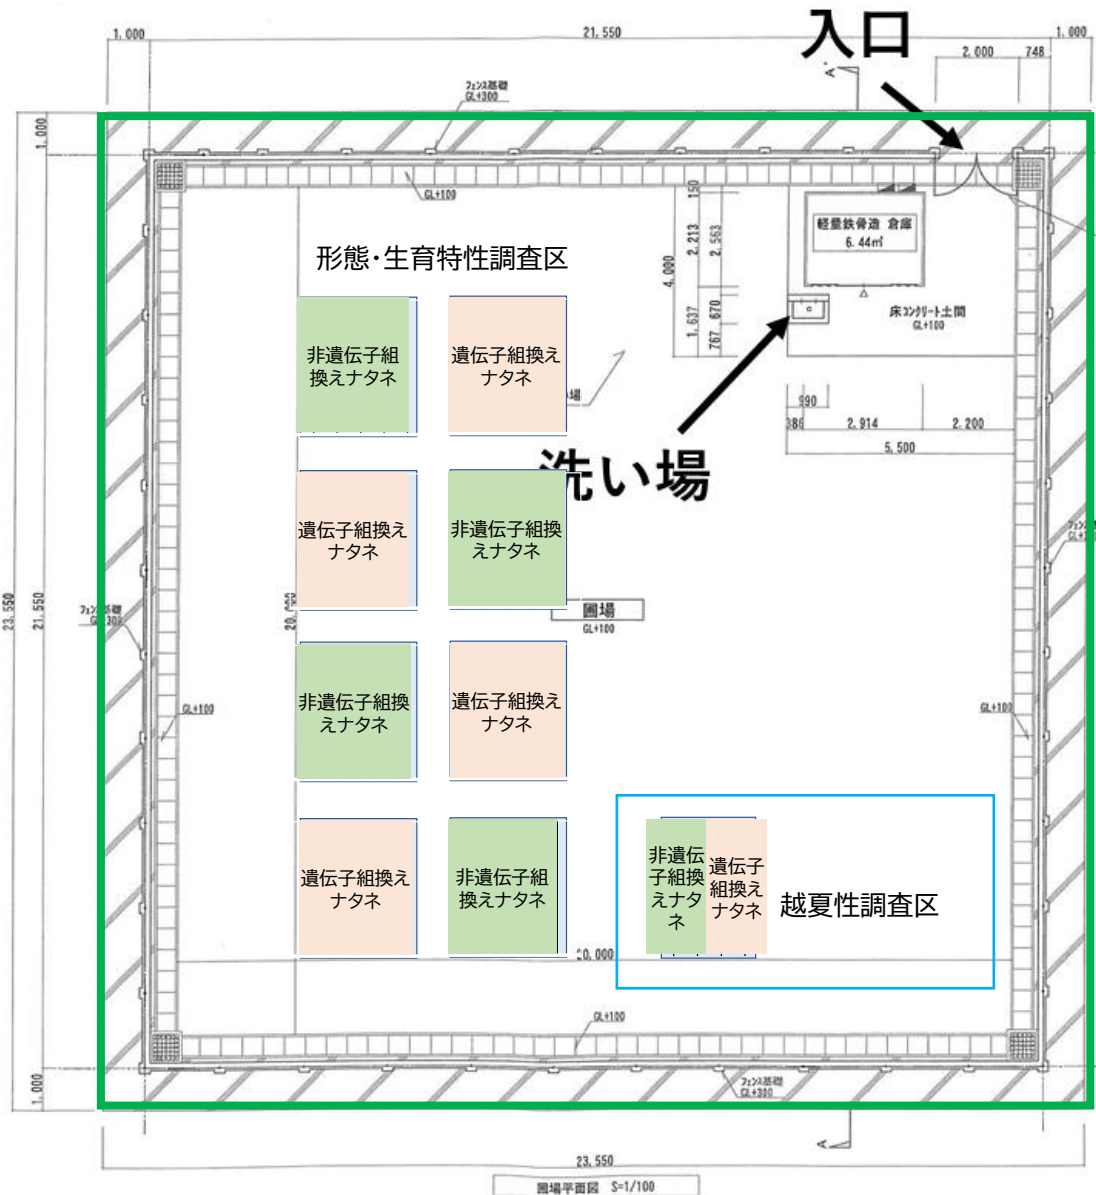 1,000
21,550
入口
1,000
2,000
748
A'
フェンス基礎
GL+300
1,000
GL+100
150
2,213
2,563
4,000
1,637
670
767
軽量鉄骨造 倉庫
6.44㎡
床コンクリート土間
GL+100
形態・生育特性調査区
非遺伝子組
換えナタネ
遺伝子組換え
ナタネ
場
990
386
2,914
2,200
5,500
洗い場
遺伝子組換え
ナタネ
非遺伝子組換
えナタネ
圃場
GL+100
23,550
21,550
フェンス基礎
非遺伝子組換
えナタネ
遺伝子組換え
ナタネ
GL+100
GL+100
遺伝子組換え
ナタネ
非遺伝子組
換えナタネ
非遺伝
子組換
えナタ
ネ
遺伝子
組換え
ナタネ
越夏性調査区
GL+100
フェンス基礎
GL+300
1,000
A
23,550
圃場平面図 S=1/100